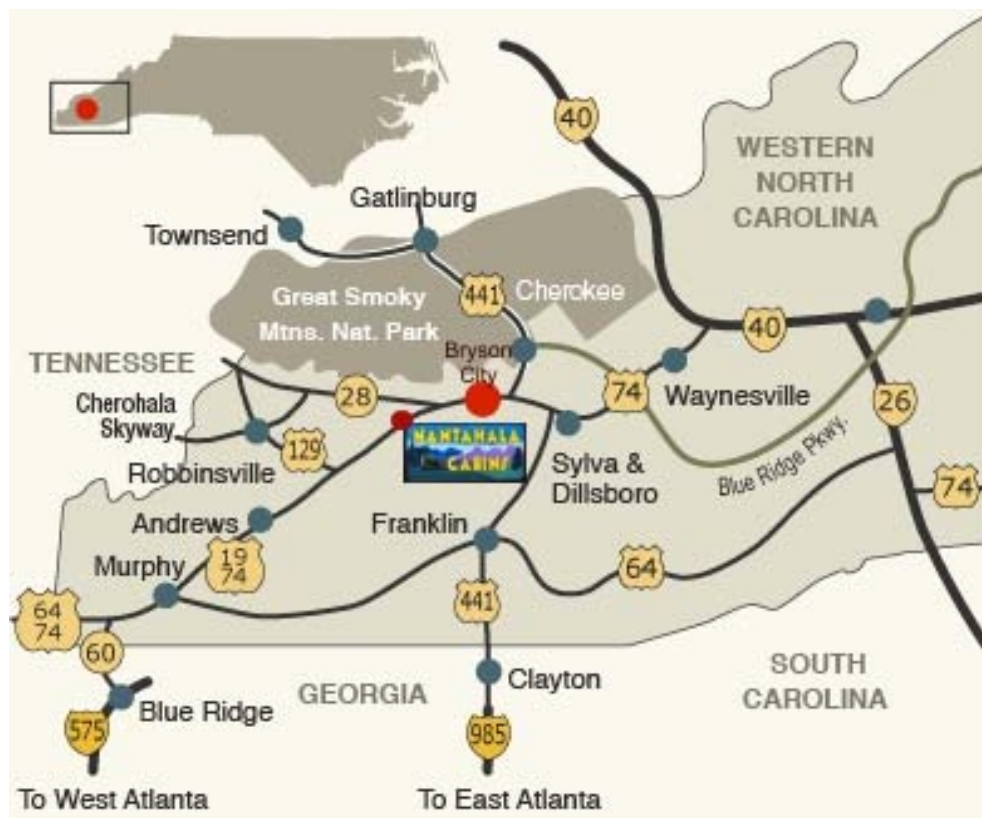 40
WESTERN
NORTH
CAROLINA
Gatlinburg
Townsend
441
Cherokee
Great Smoky
Mtns. Nat. Park
40
Bryson
City
TENNESSEE
28
74
Waynesville
26
Cherohala
Skyway
129
NANTAHALA
CABINS
Robbinsville
Sylva &
Dillsboro
Blue Ridge Pkwy.
74
Andrews
Franklin
19
74
64
Murphy
64
74
441
60
Clayton
SOUTH
CAROLINA
GEORGIA
Blue Ridge
575
985
To West Atlanta
To East Atlanta